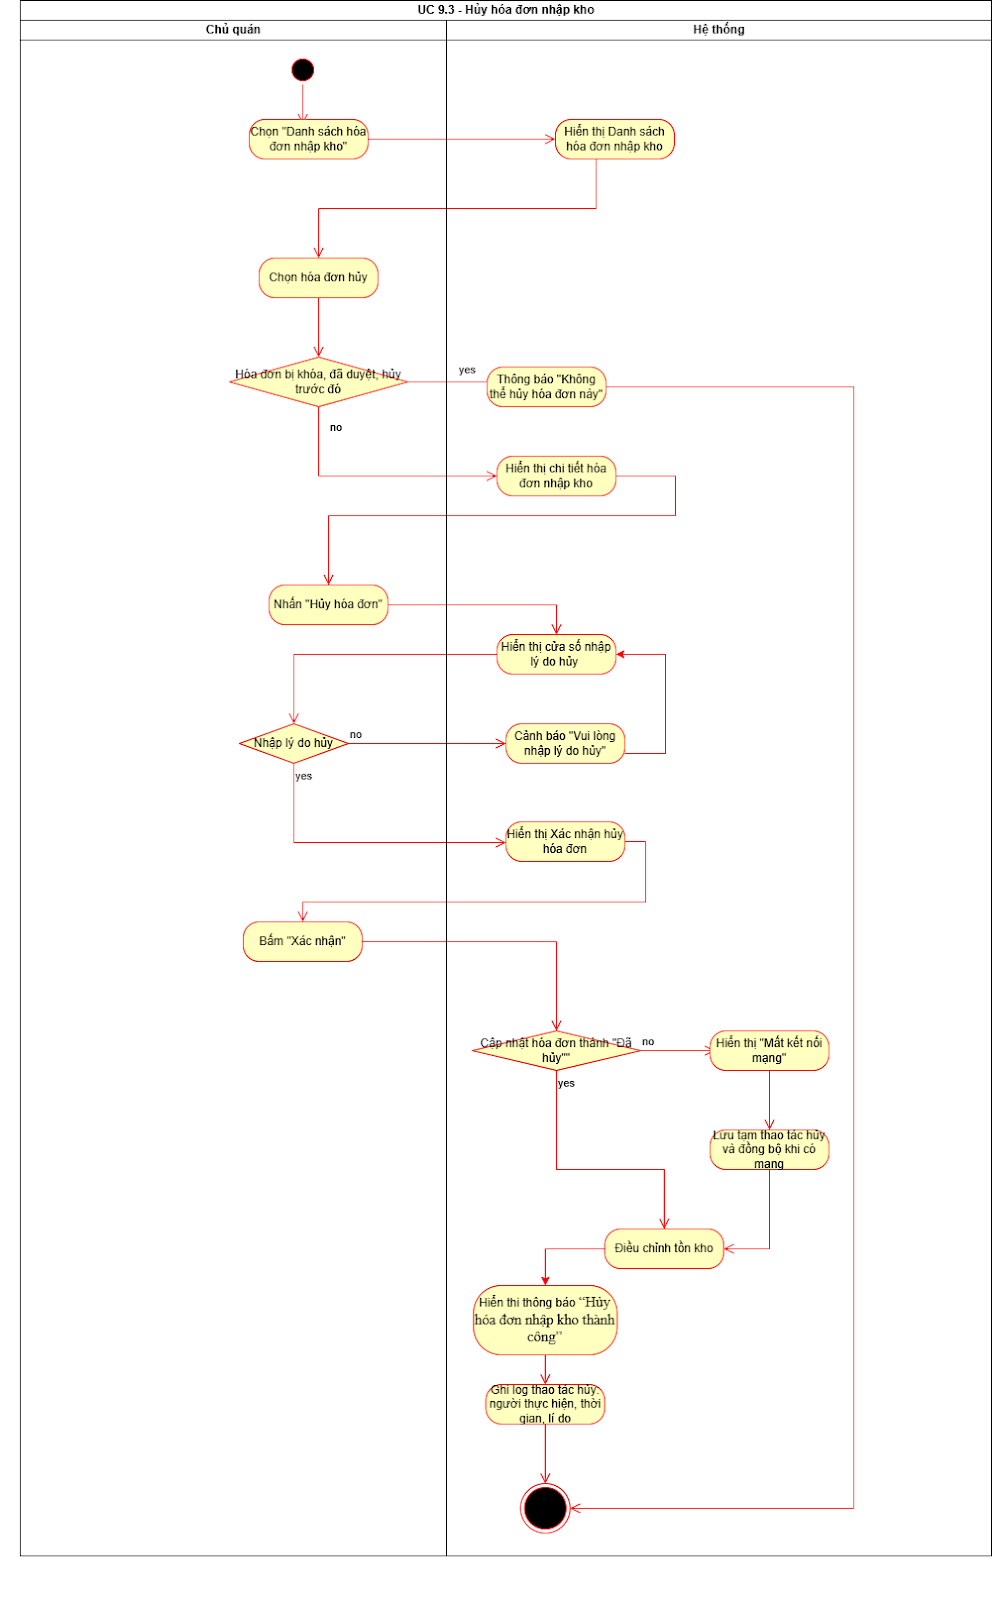 UC 9.3 - Hủy hóa đơn nhập kho
Chủ quán
Hệ thống
Chọn "Danh sách hóa
đơn nhập kho"
Hiển thị Danh sách
hóa đơn nhập kho
Chọn hóa đơn hủy
Hóa đơn bị khóa, đã duyệt, hủy
trước đó
yes
Thông báo "Không
thể hủy hóa đơn này"
no
Hiển thị chi tiết hóa
đơn nhập kho
Nhấn "Hủy hóa đơn"
Hiển thị cửa số nhập
lý do hủy
Nhập lý do hủy
no
Cảnh báo "Vui lòng
nhập lý do hủy"
yes
Hiển thị Xác nhận hủy
hóa đơn
Bấm "Xác nhận"
Cập nhật hóa đơn thành "Đã
hủy""
no
Hiển thị "Mất kết nối
mạng"
yes
Lưu tạm thao tác hủy
và đồng bộ khi có
mạng
Điều chỉnh tồn kho
Hiển thi thông báo “Hủy
hóa đơn nhập kho thành
công”
Ghi log thao tác hủy:
người thực hiện, thời
gian, lí do